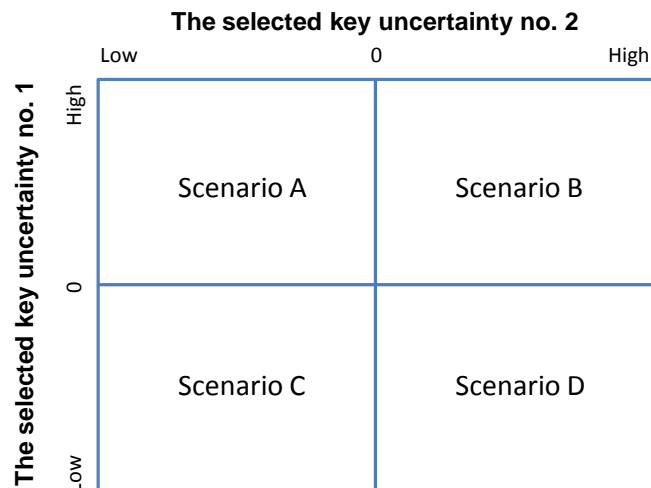 The selected key uncertainty no. 2
Low 0 High
The selected key uncertainty no. 1
High
Scenario A Scenario B
0
Scenario C Scenario D
Low